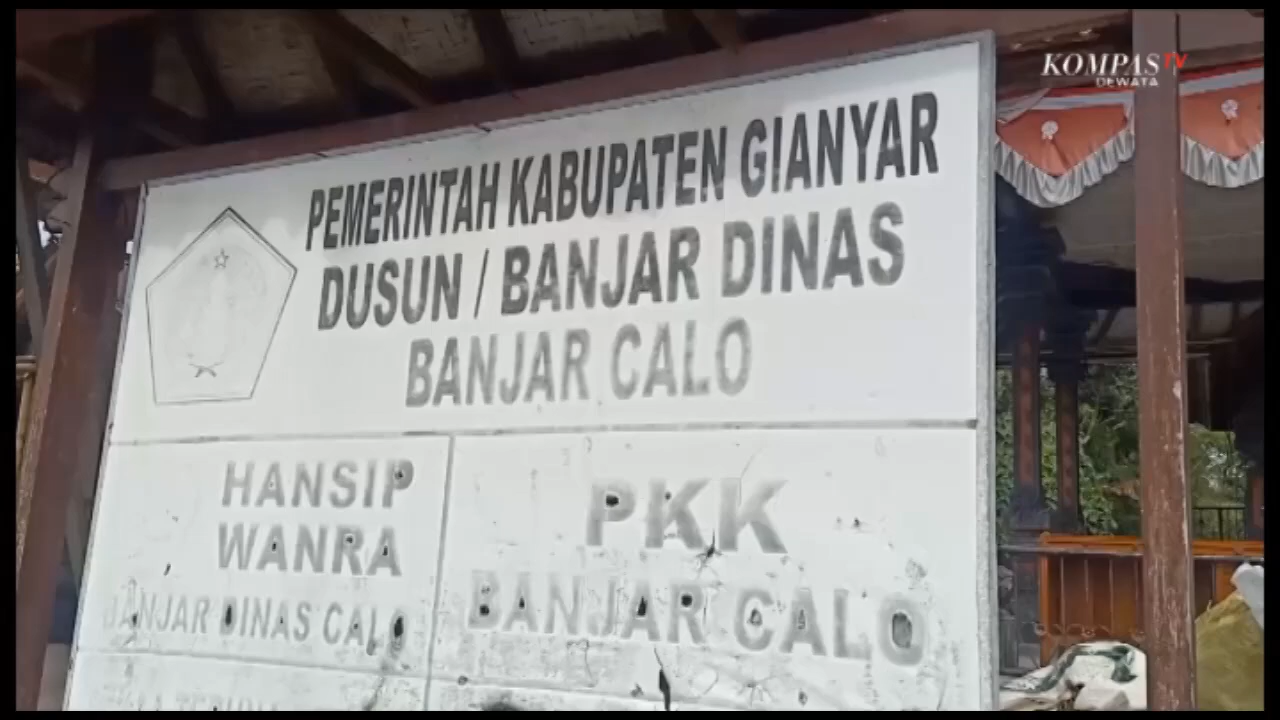 KOMPAS TV
DEWATA
PEMERINTAH KABUPATEN GIANYAR
DUSUN / BANJAR DINAS
BANJAR CALO
HANSIP
WANRA
BANJAR DINAS CALO
PKK
BANJAR CALO